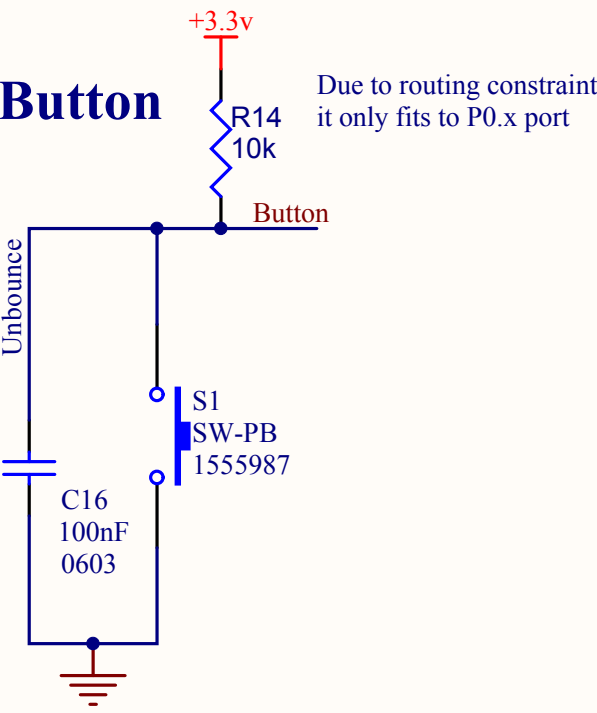 +3.3v
Button
Due to routing constraint
it only fits to P0.x port
R14
10k
Button
Unbounce
S1
SW-PB
1555987
C16
100nF
0603